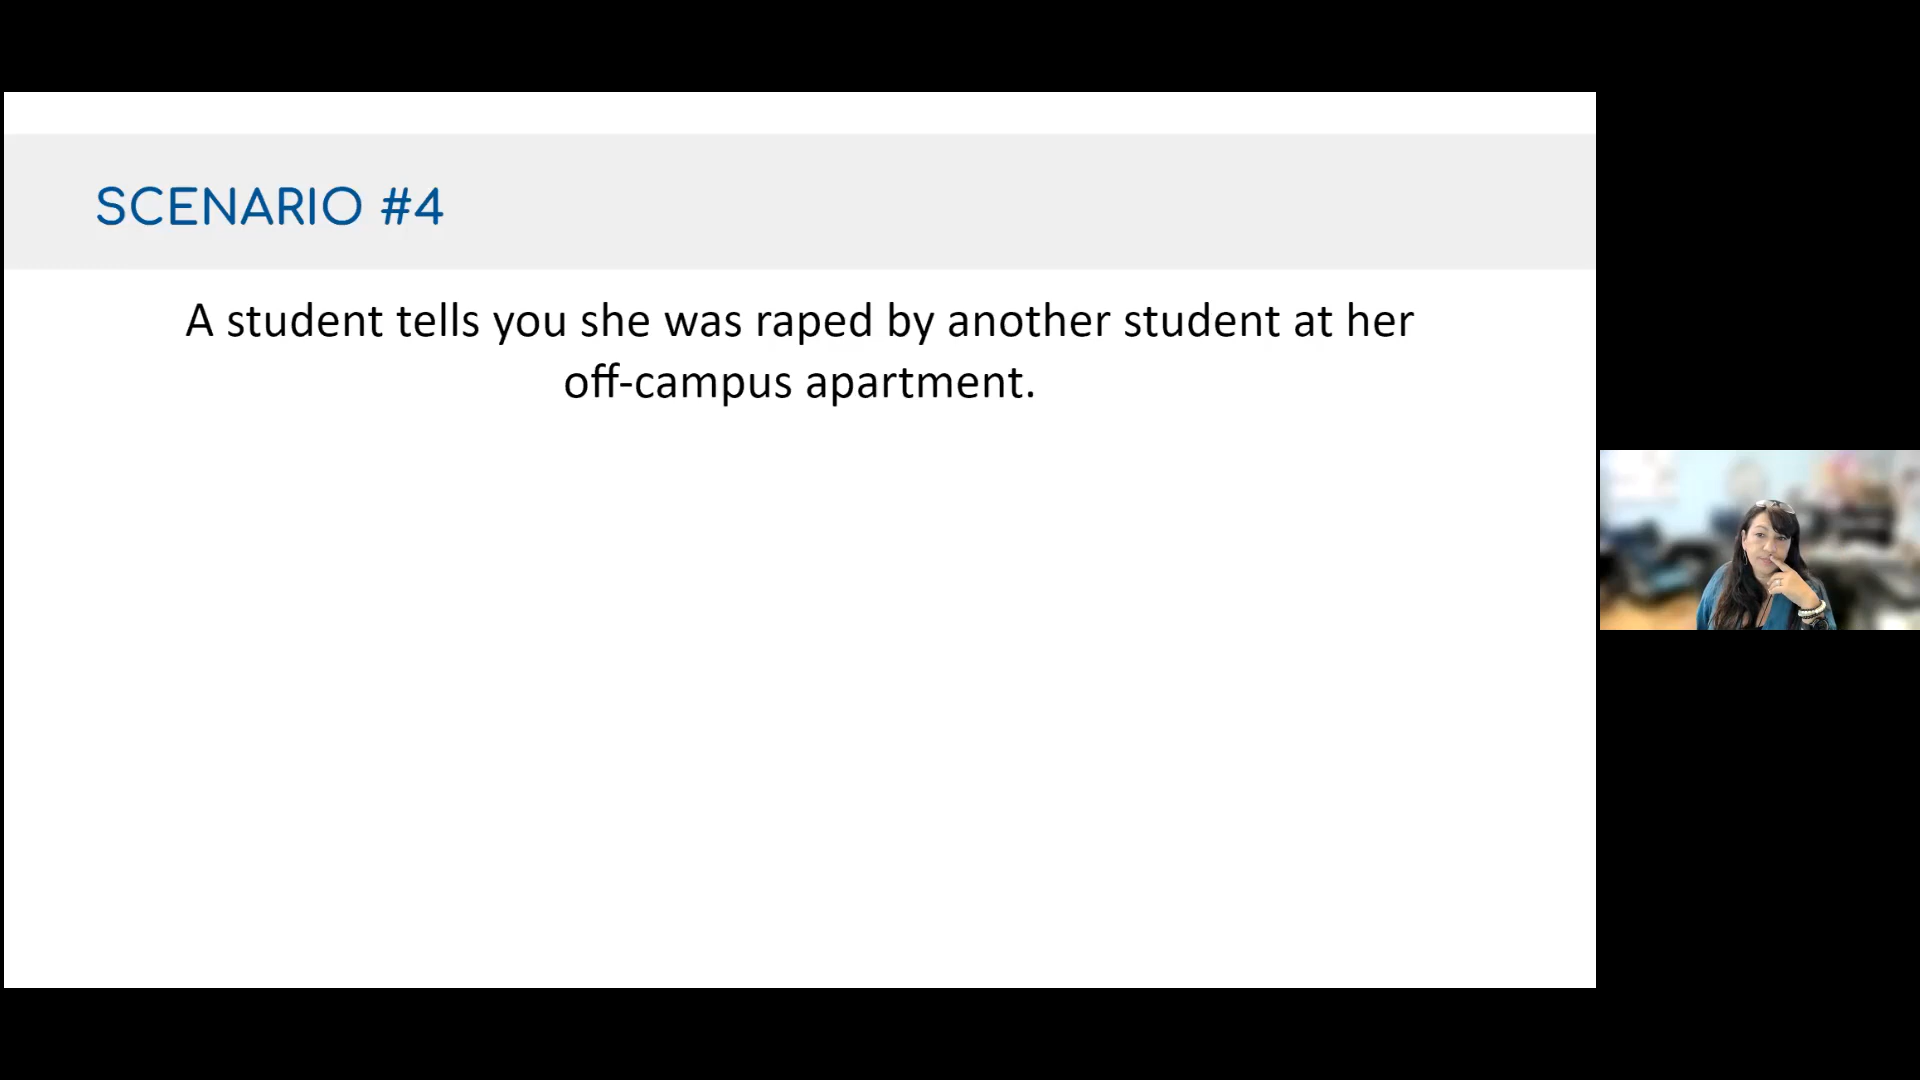 SCENARIO #4
A student tells you she was raped by another student at her
off-campus apartment.